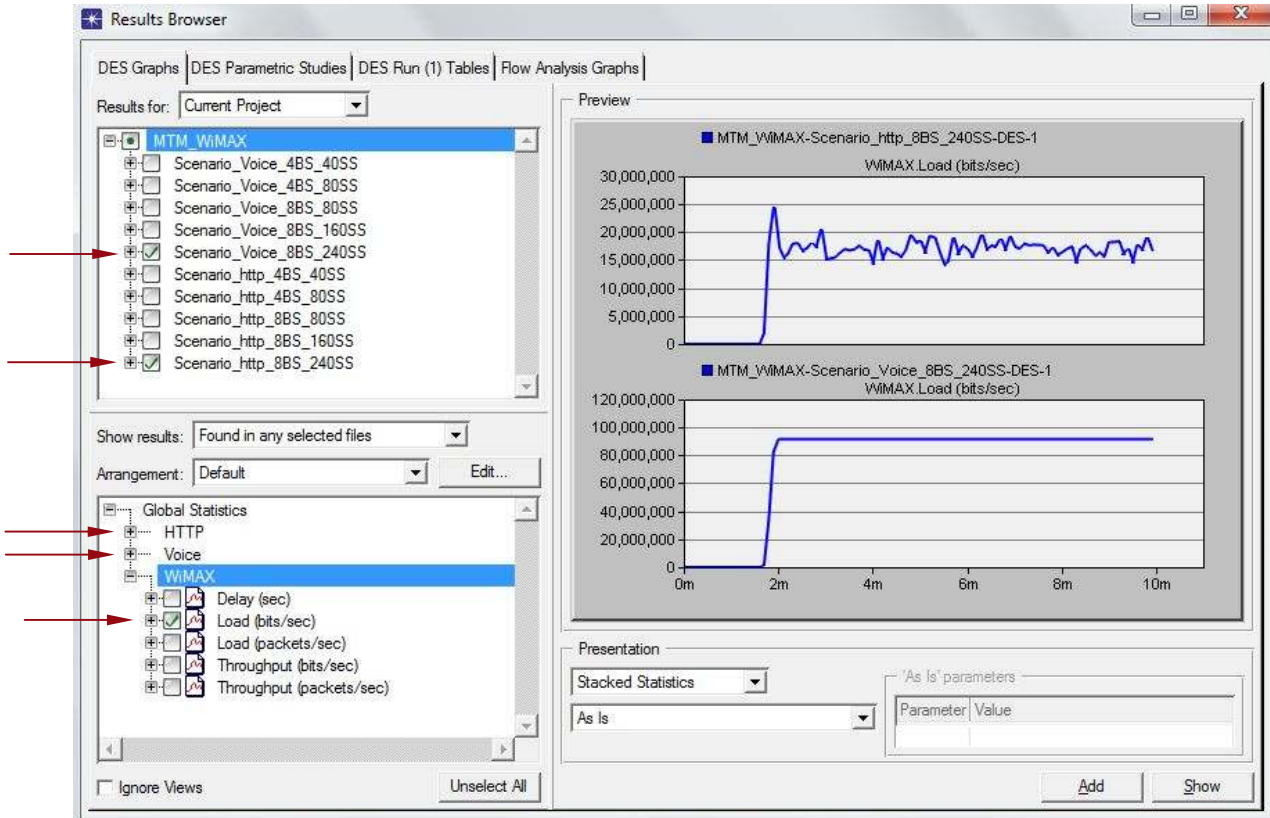 Results Browser
DES Graphs DES Parametric Studies DES Run (1) Tables Flow Analysis Graphs
Results for: Current Project
MTM_WiMAX
Scenario_Voice_4BS_40SS
Scenario_Voice_4BS_80SS
Scenario_Voice_8BS_80SS
Scenario_Voice_8BS_160SS
Scenario_Voice_8BS_240SS
Scenario_http_4BS_40SS
Scenario_http_4BS_80SS
Scenario_http_8BS_80SS
Scenario_http_8BS_160SS
Scenario_http_8BS_240SS
Show results: Found in any selected files
Arrangement: Default Edit...
Global Statistics
HTTP
Voice
WiMAX
Delay (sec)
Load (bits/sec)
Load (packets/sec)
Throughput (bits/sec)
Throughput (packets/sec)
Ignore Views Unselect All
Preview
MTM_WiMAX-Scenario_http_8BS_240SS-DES-1
WiMAX.Load (bits/sec)
30,000,000
25,000,000
20,000,000
15,000,000
10,000,000
5,000,000
0
MTM_WiMAX-Scenario_Voice_8BS_240SS-DES-1
WiMAX.Load (bits/sec)
120,000,000
100,000,000
80,000,000
60,000,000
40,000,000
20,000,000
0
0m 2m 4m 6m 8m 10m
Presentation
Stacked Statistics
As Is
'As Is' parameters
Parameter Value
Add Show